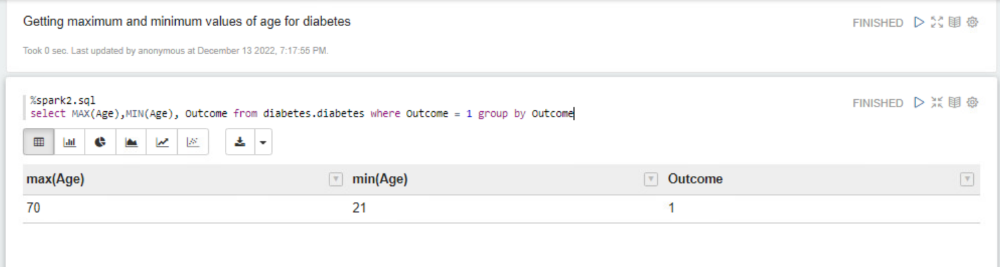 Getting maximum and minimum values of age for diabetes
FINISHED
Took 0 sec. Last updated by anonymous at December 13 2022, 7:17:55 PM.
%spark2.sql
FINISHED
select MAX(Age),MIN(Age), Outcome from diabetes.diabetes where Outcome = 1 group by Outcome
max(Age) min(Age) Outcome
70 21 1